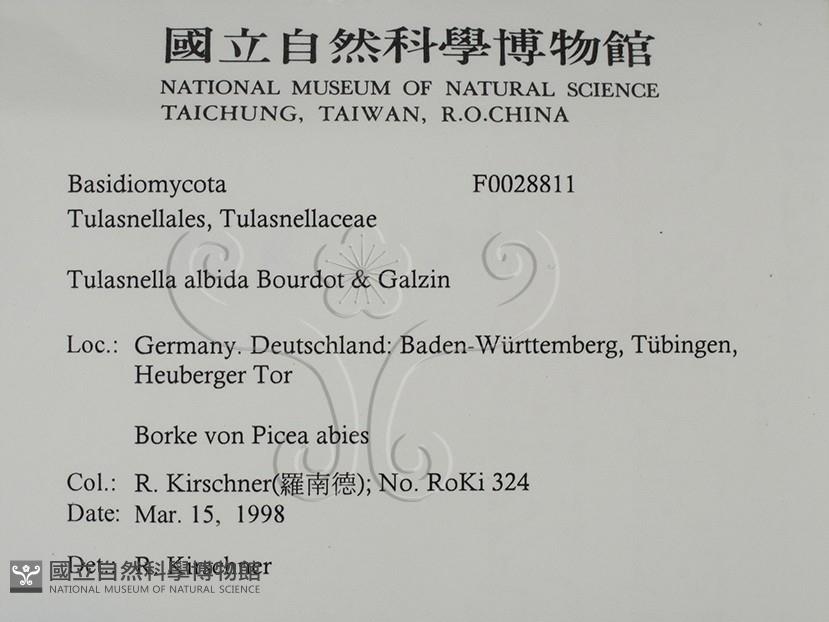 國立自然科學博物館
NATIONAL MUSEUM OF NATURAL SCIENCE
TAICHUNG, TAIWAN, R.O.CHINA
Basidiomycota F0028811
Tulasnellales, Tulasnellaceae
Tulasnella albida Bourdot & Galzin
Loc.: Germany. Deutschland: Baden-Württemberg, Tübingen,
Heuberger Tor
Borke von Picea abies
Col.: R. Kirschner(羅南德); No. RoKi 324
Date: Mar. 15, 1998
Det.: R. Kirschner
國立自然科學博物館
NATIONAL MUSEUM OF NATURAL SCIENCE